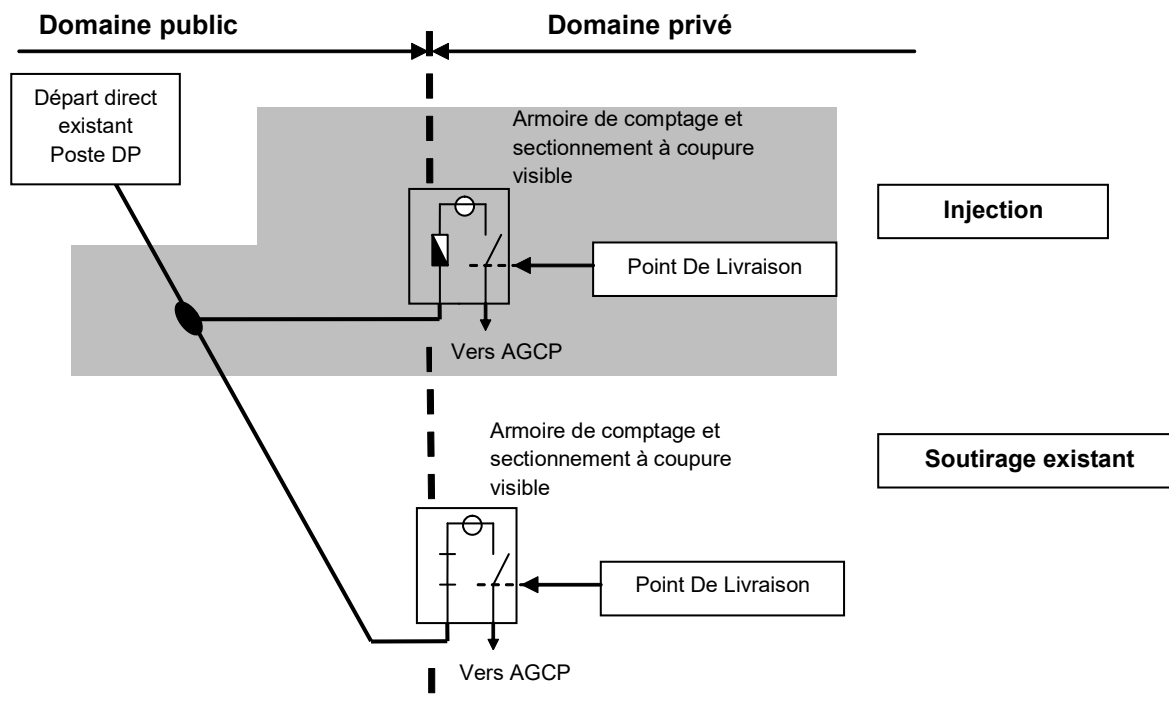 Domaine public
Domaine privé
Départ direct
existant
Poste DP
Armoire de comptage et
sectionnement à coupure
visible
Injection
Point De Livraison
Vers AGCP
Armoire de comptage et
sectionnement à coupure
visible
Soutirage existant
Point De Livraison
Vers AGCP